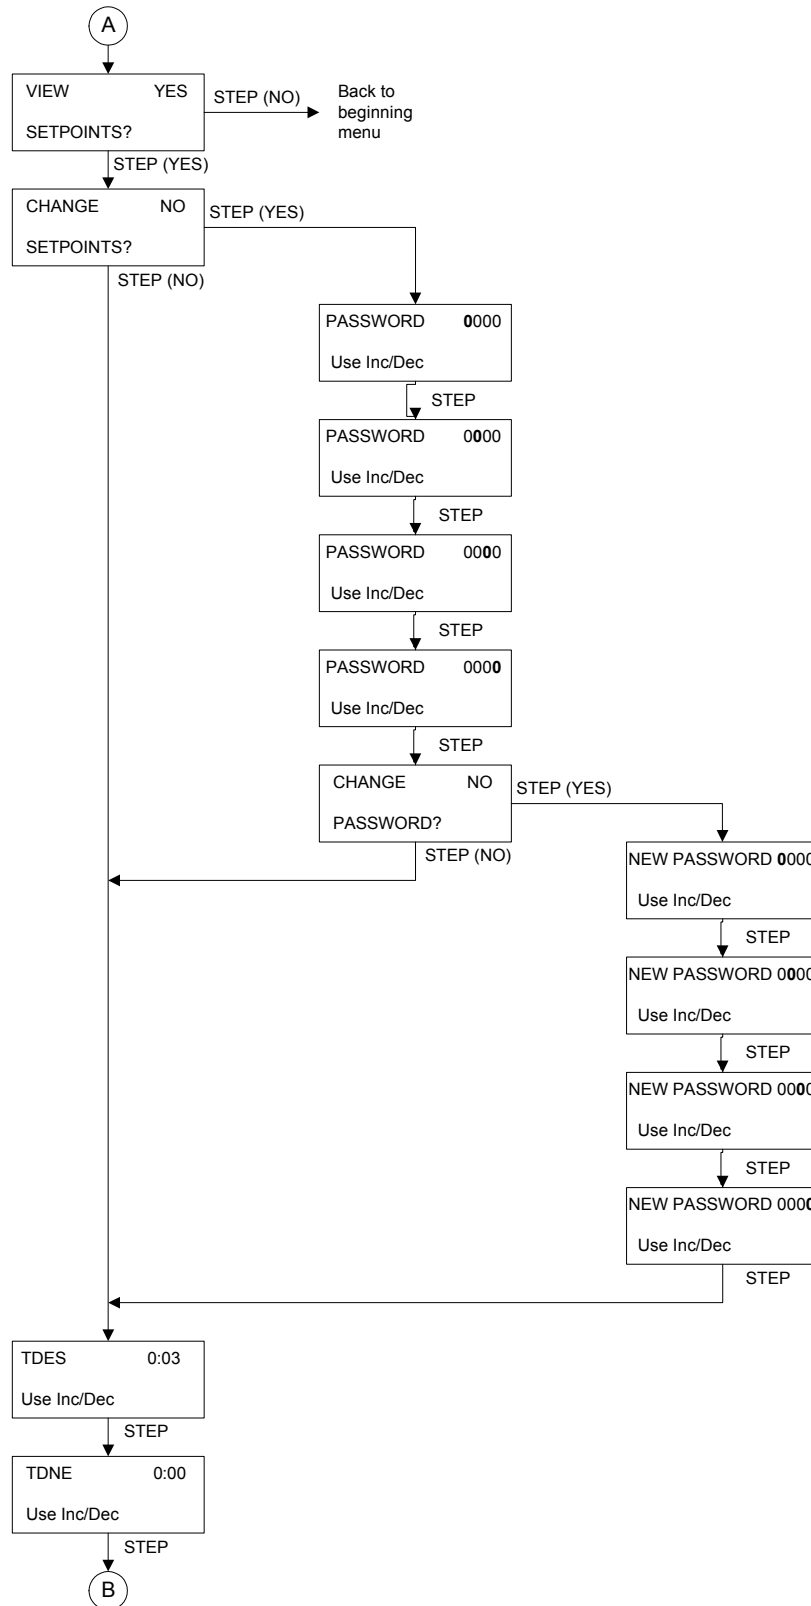 A
VIEW YES
SETPOINTS?
STEP (NO)
Back to
beginning
menu
STEP (YES)
CHANGE NO
SETPOINTS?
STEP (YES)
STEP (NO)
PASSWORD 0000
Use Inc/Dec
STEP
PASSWORD 0000
Use Inc/Dec
STEP
PASSWORD 0000
Use Inc/Dec
STEP
PASSWORD 0000
Use Inc/Dec
STEP
CHANGE NO
PASSWORD?
STEP (YES)
STEP (NO)
NEW PASSWORD 0000
Use Inc/Dec
STEP
NEW PASSWORD 0000
Use Inc/Dec
STEP
NEW PASSWORD 0000
Use Inc/Dec
STEP
NEW PASSWORD 0000
Use Inc/Dec
STEP
TDES 0:03
Use Inc/Dec
STEP
TDNE 0:00
Use Inc/Dec
STEP
B